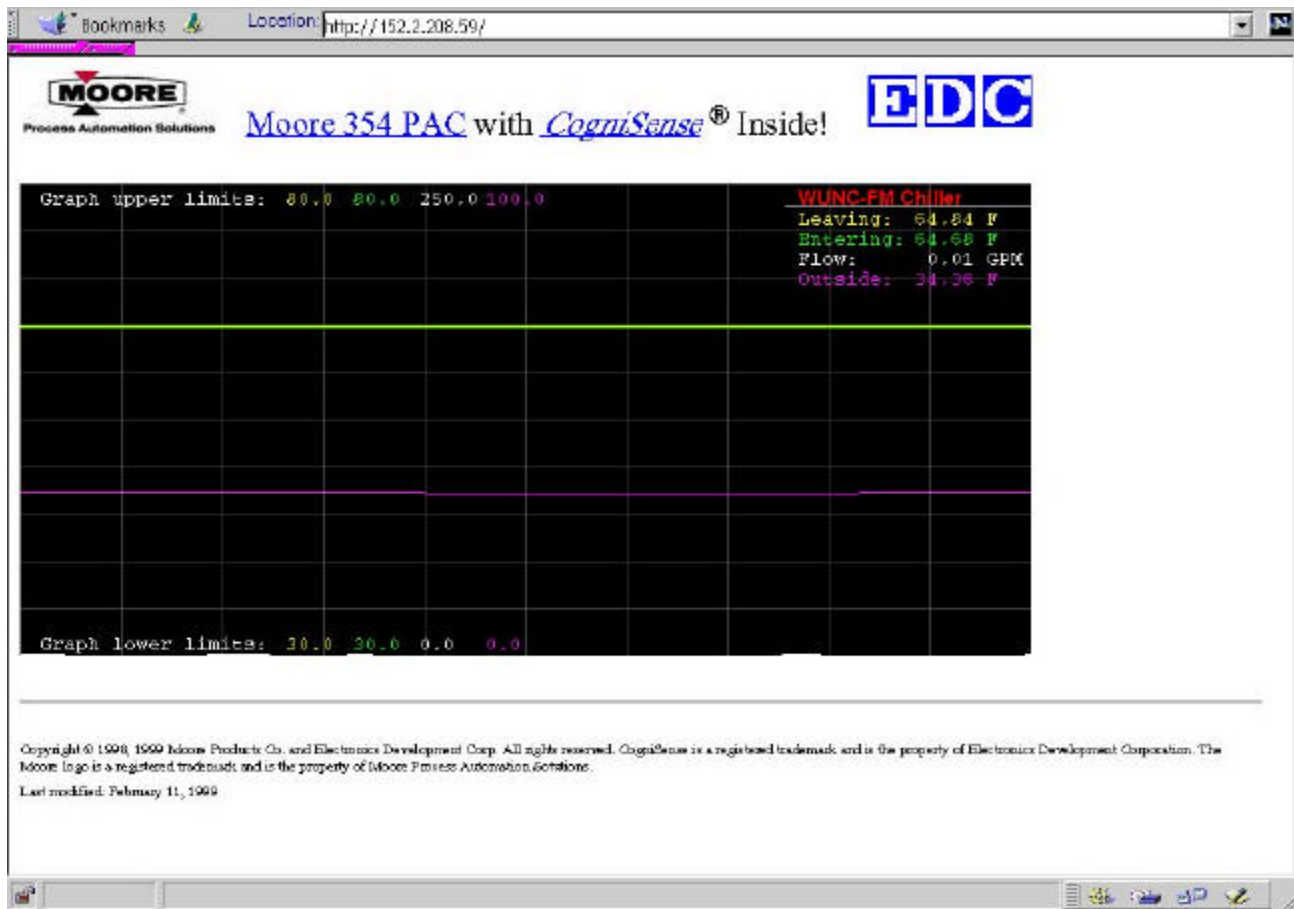 Bookmarks Location: http://152.2.208.59/
MOORE
Process Automation Solutions
Moore 354 PAC with CogniSense ® Inside!
EDC
Graph upper limits: 80.0 80.0 250.0 100.0
WUNC-FM Chiller
Leaving: 64.84 F
Entering: 64.68 F
Flow: 0.01 GPM
Outside: 34.36 F
Graph lower limits: 30.0 30.0 0.0 0.0
Copyright © 1998, 1999 Moore Products Co. and Electronics Development Corp. All rights reserved. CogniSense is a registered trademark and is the property of Electronics Development Corporation. The
Moore logo is a registered trademark and is the property of Moore Process Automation Solutions.
Last modified: February 11, 1999